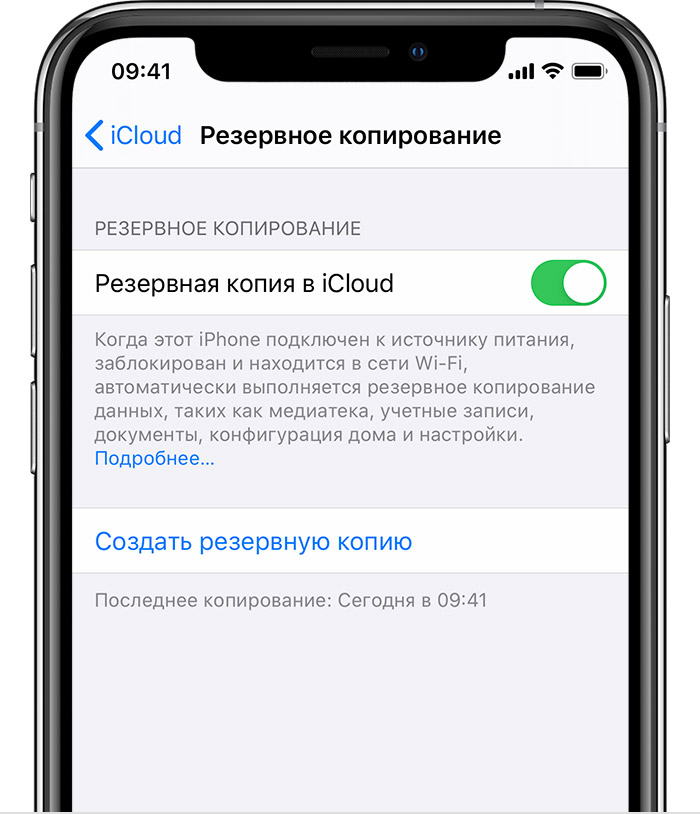 09:41
iCloud Резервное копирование
РЕЗЕРВНОЕ КОПИРОВАНИЕ
Резервная копия в iCloud
Когда этот iPhone подключен к источнику питания,
заблокирован и находится в сети Wi-Fi,
автоматически выполняется резервное копирование
данных, таких как медиатека, учетные записи,
документы, конфигурация дома и настройки.
Подробнее...
Создать резервную копию
Последнее копирование: Сегодня в 09:41